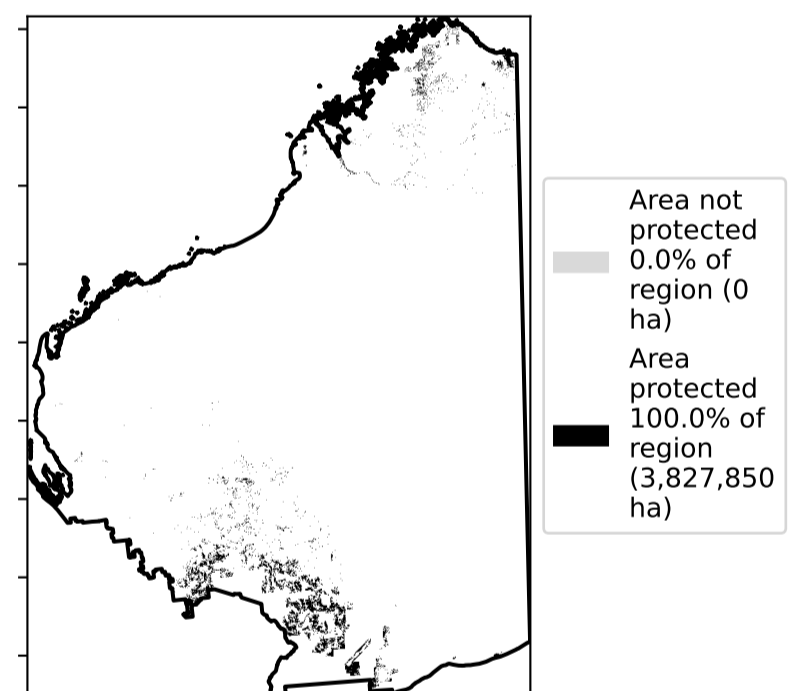 Area not
protected
0.0% of
region (0
ha)
Area
protected
100.0% of
region
(3,827,850
ha)